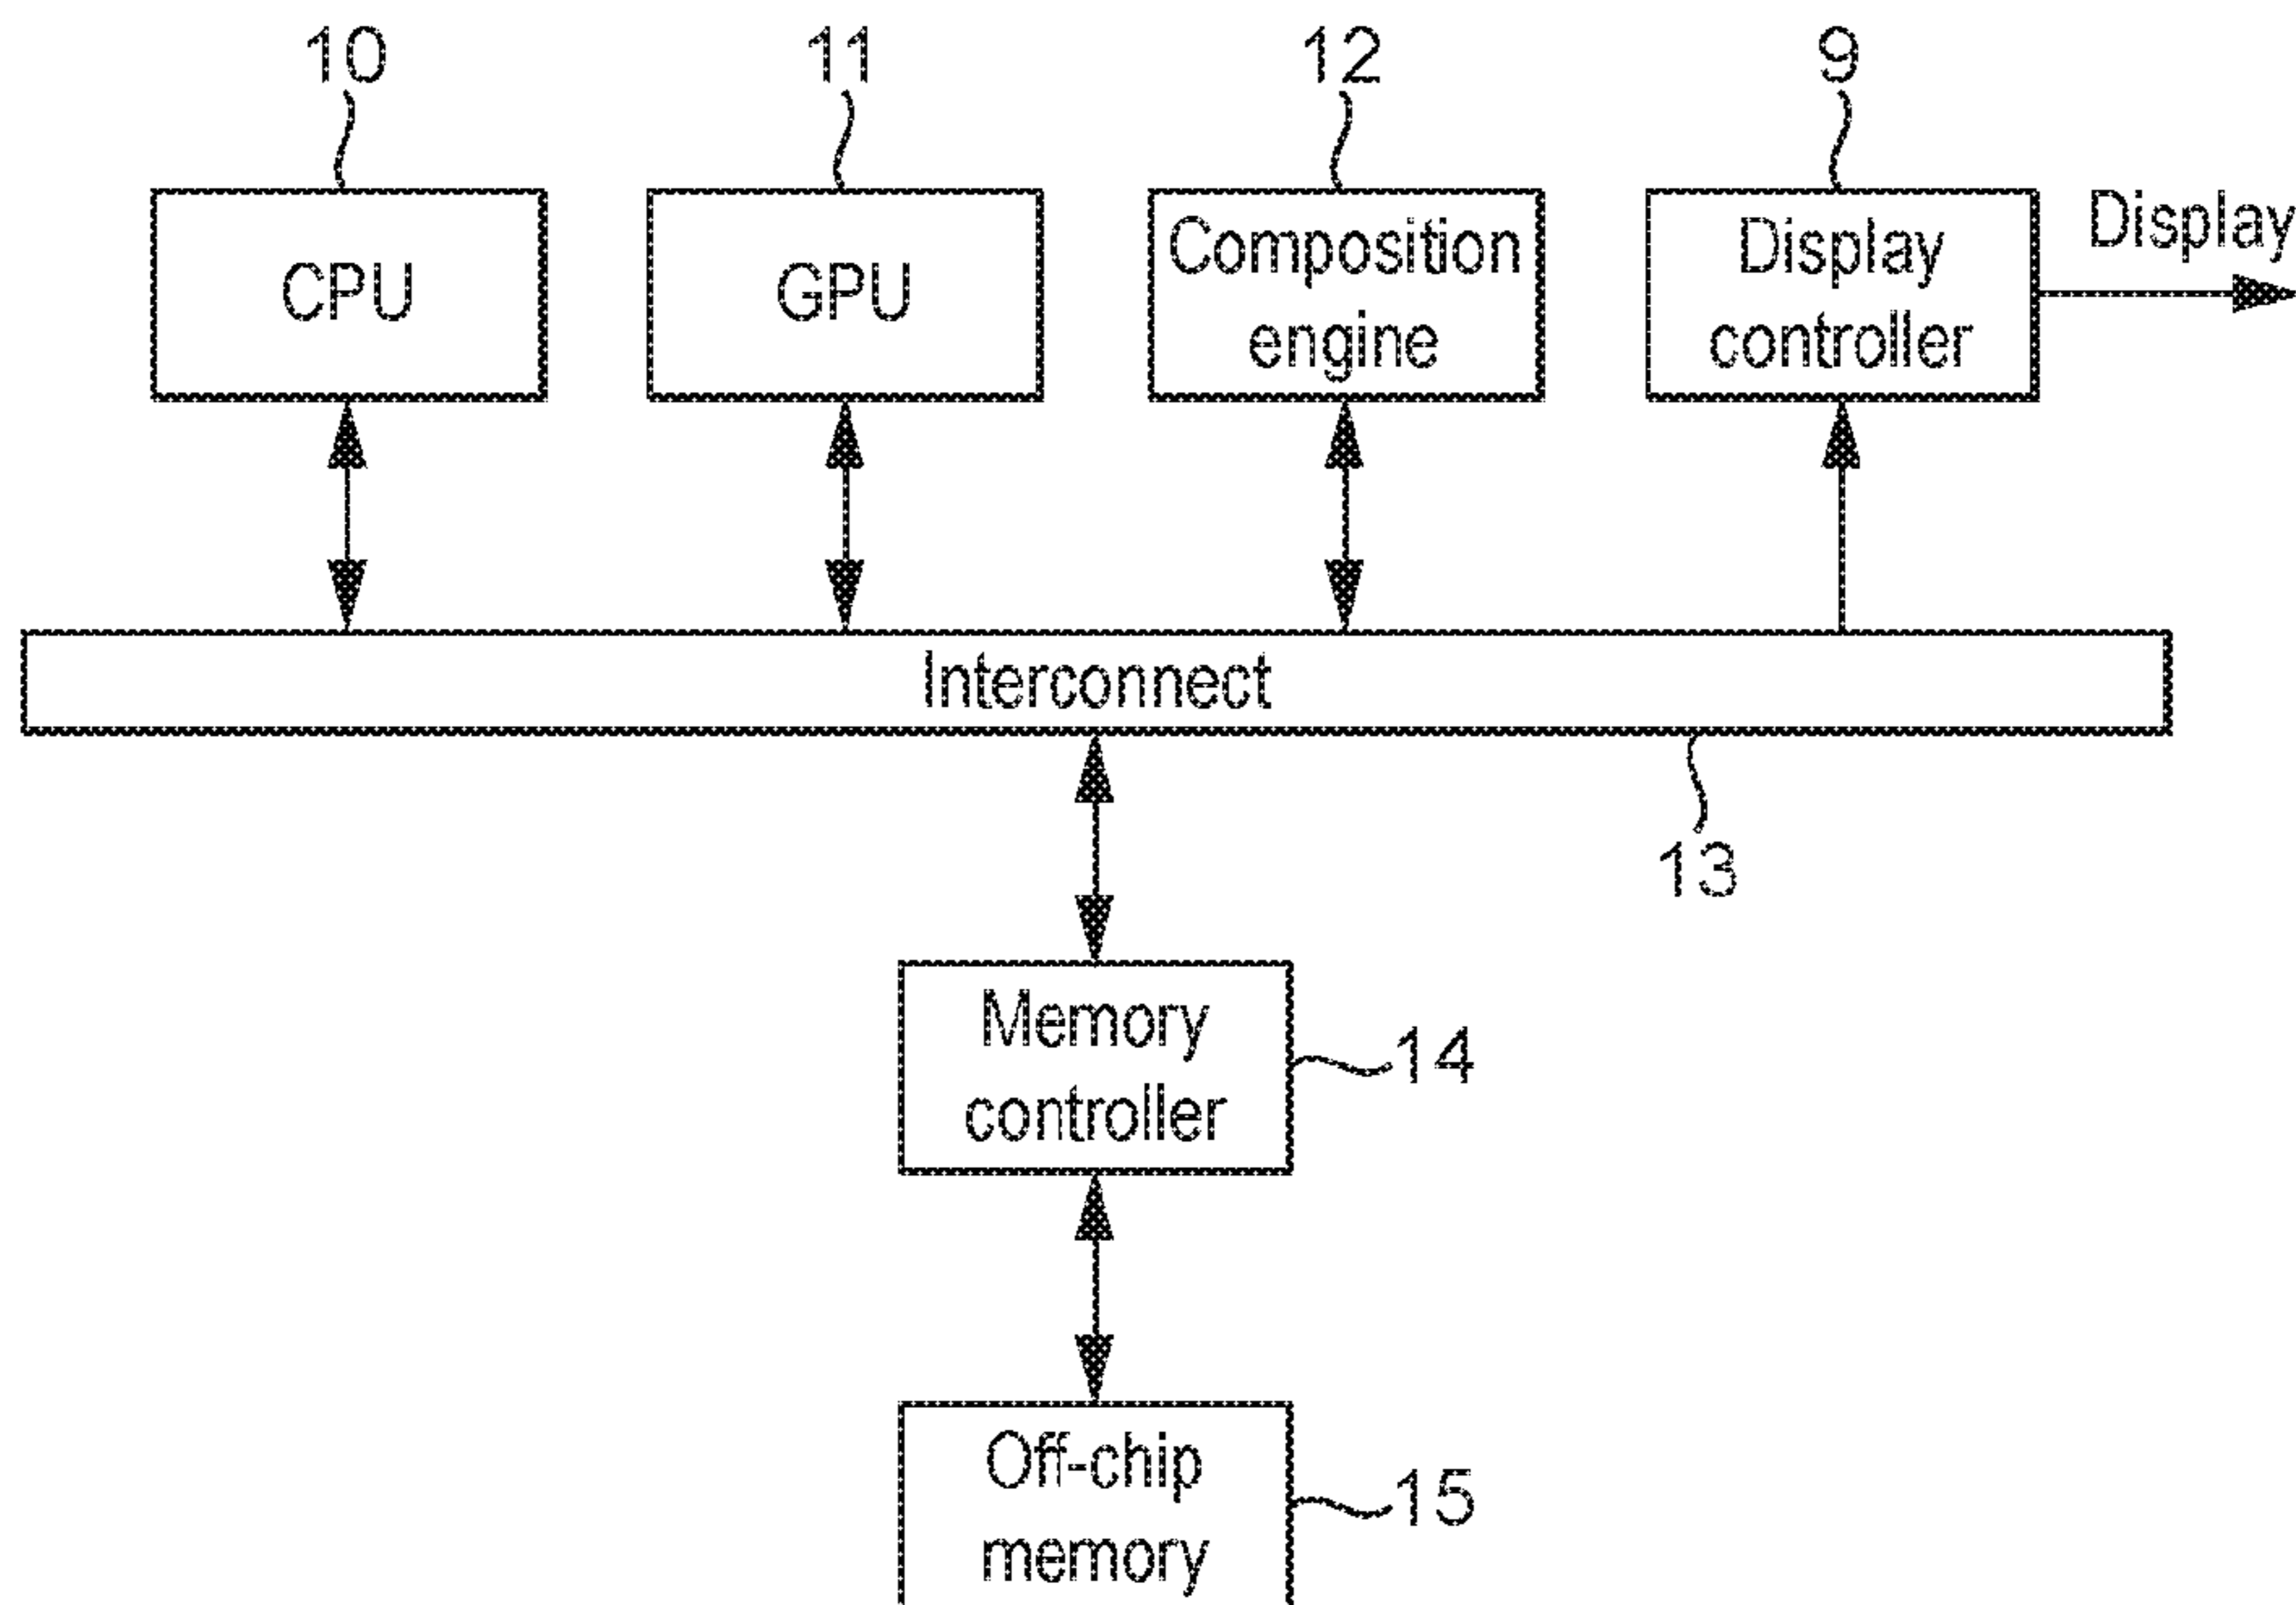 10
11
12
9
CPU
GPU
Composition
engine
Display
controller
Display
Interconnect
13
Memory
controller
14
Off-chip
memory
15